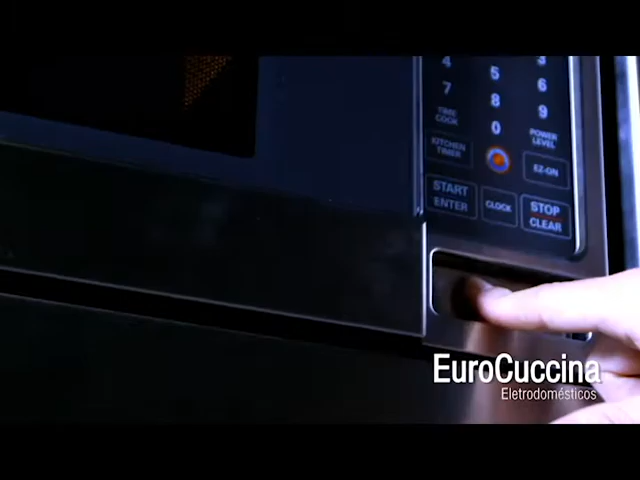 4 5 6
7 8 9
TIME COOK 0 POWER LEVEL
KITCHEN TIMER EZ-ON
START ENTER CLOCK STOP CLEAR
EuroCuccina
Eletrodomésticos